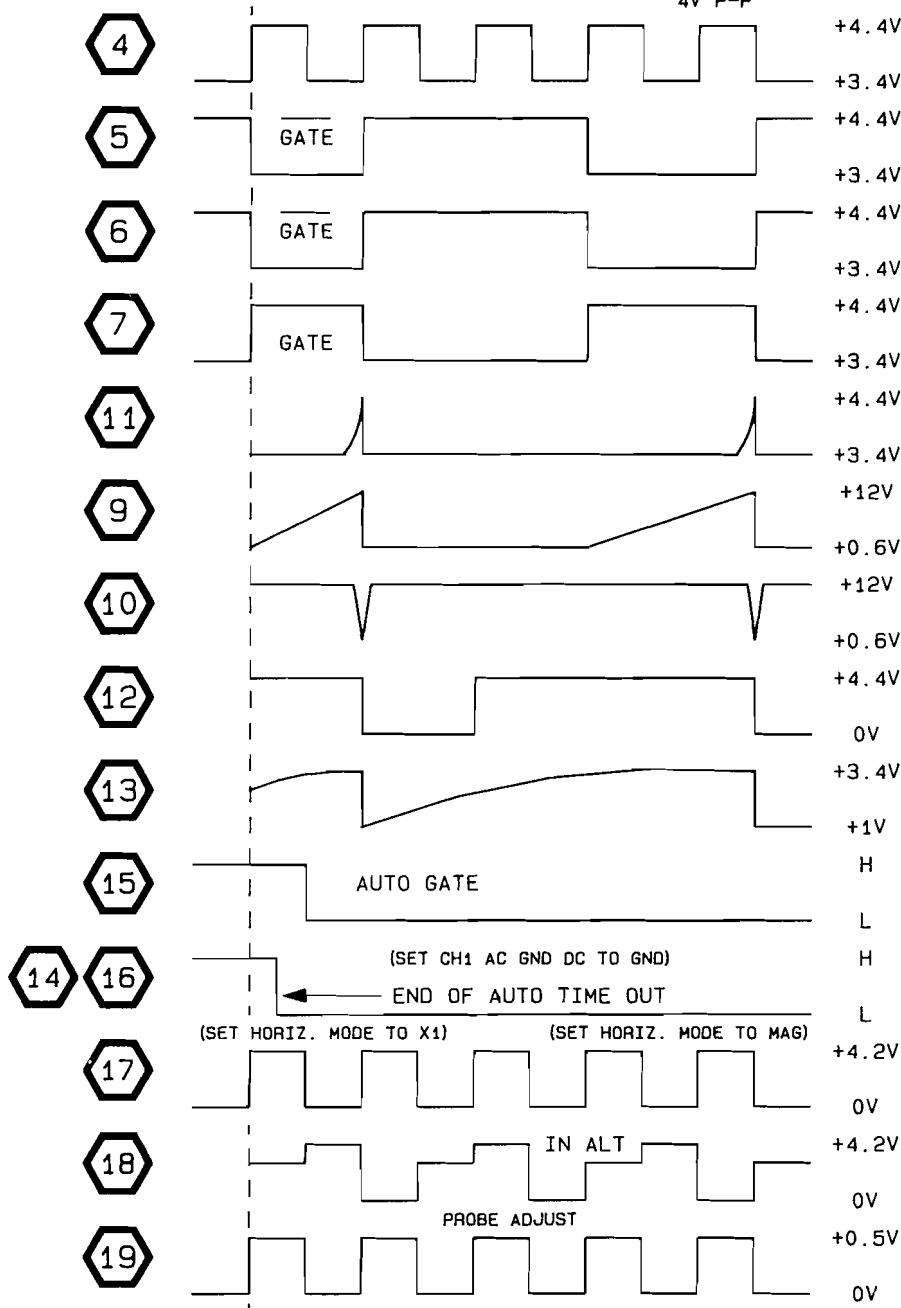 4V P-P
4 +4.4V
+3.4V
5 GATE +4.4V
+3.4V
6 GATE +4.4V
+3.4V
7 GATE +4.4V
+3.4V
11 +4.4V
+3.4V
9 +12V
+0.6V
10 +12V
+0.6V
12 +4.4V
0V
13 +3.4V
+1V
15 AUTO GATE H
L
14 16 (SET CH1 AC GND DC TO GND) H
END OF AUTO TIME OUT
L
(SET HORIZ. MODE TO X1) (SET HORIZ. MODE TO MAG)
17 +4.2V
0V
18 IN ALT +4.2V
0V
PROBE ADJUST
19 +0.5V
0V